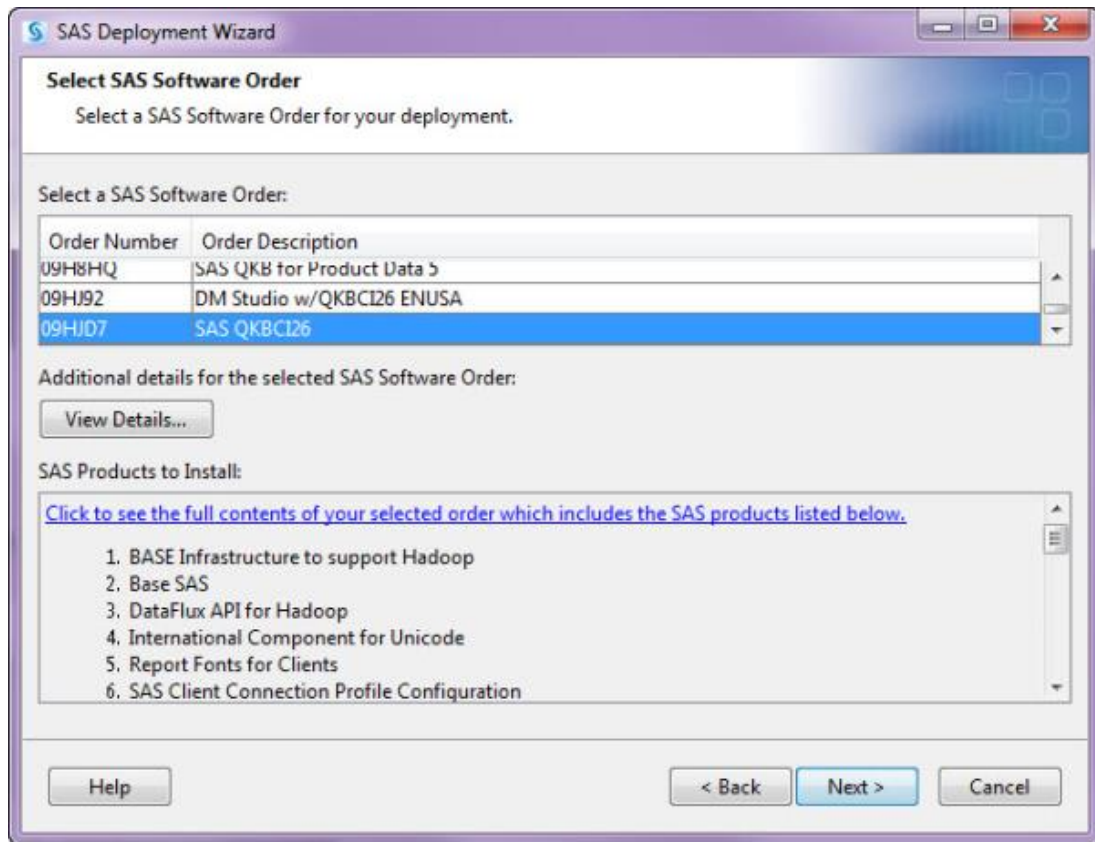 SAS Deployment Wizard
Select SAS Software Order
Select a SAS Software Order for your deployment.
Select a SAS Software Order:
Order Number Order Description
09H8HQ SAS QKB for Product Data 5
09HJ92 DM Studio w/QKBCI26 ENUSA
09HJD7 SAS QKBCI26
Additional details for the selected SAS Software Order:
View Details...
SAS Products to Install:
Click to see the full contents of your selected order which includes the SAS products listed below.
1. BASE Infrastructure to support Hadoop
2. Base SAS
3. DataFlux API for Hadoop
4. International Component for Unicode
5. Report Fonts for Clients
6. SAS Client Connection Profile Configuration
Help < Back Next > Cancel